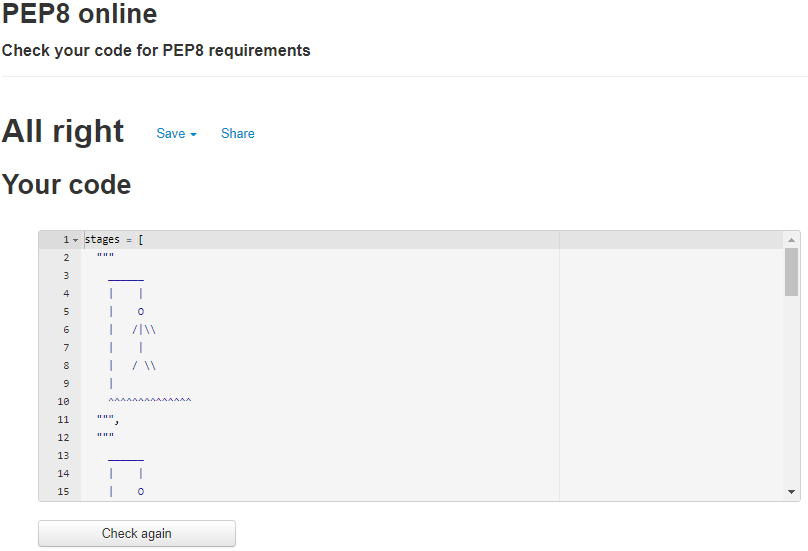 PEP8 online
Check your code for PEP8 requirements
All right Save Share
Your code
1 stages = [
2   """
3     ______
4     |    |
5     |    O
6     |   /|\\
7     |    |
8     |   / \\
9     |
10     ^^^^^^^^^^^^^^
11   """,
12   """
13     ______
14     |    |
15     |    O
Check again